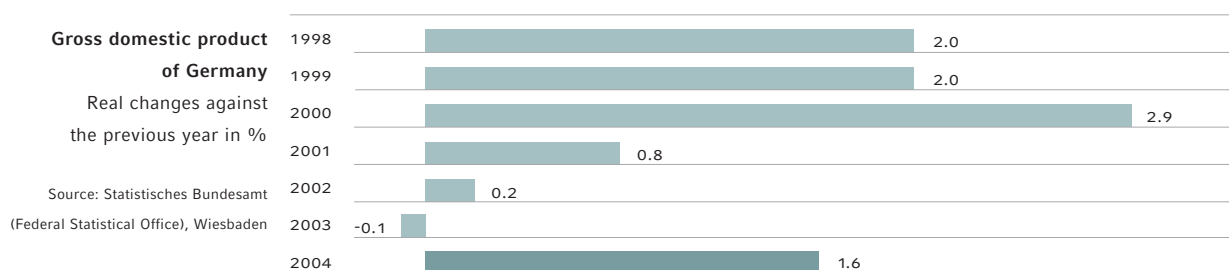 Gross domestic product
of Germany
Real changes against
the previous year in %
Source: Statistisches Bundesamt
(Federal Statistical Office), Wiesbaden
1998 2.0
1999 2.0
2000 2.9
2001 0.8
2002 0.2
2003 -0.1
2004 1.6